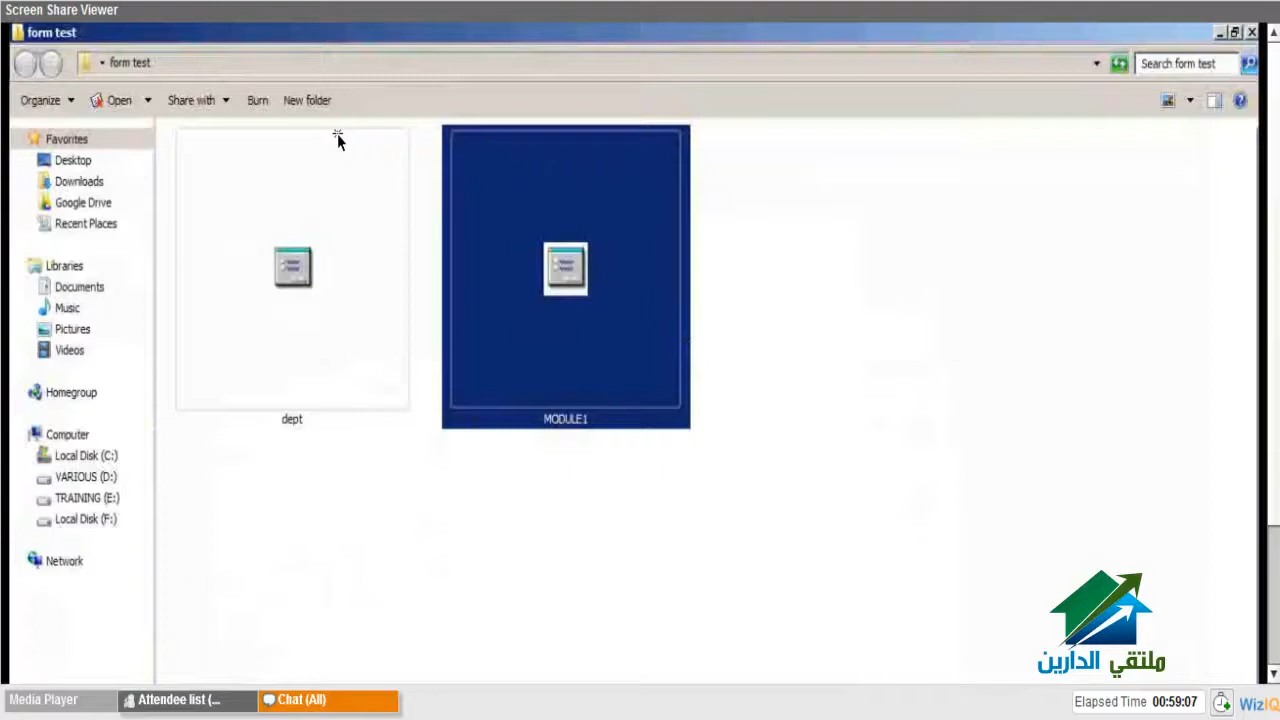 Screen Share Viewer
form test
form test
Search form test
Organize Open Share with Burn New folder
Favorites
Desktop
Downloads
Google Drive
Recent Places
Libraries
Documents
Music
Pictures
Videos
Homegroup
Computer
Local Disk (C:)
VARIOUS (D:)
TRAINING (E:)
Local Disk (F:)
Network
dept
MODULE1
ملتقي الدارين
Media Player
Attendee list (...
Chat (All)
Elapsed Time 00:59:07
WizIQ